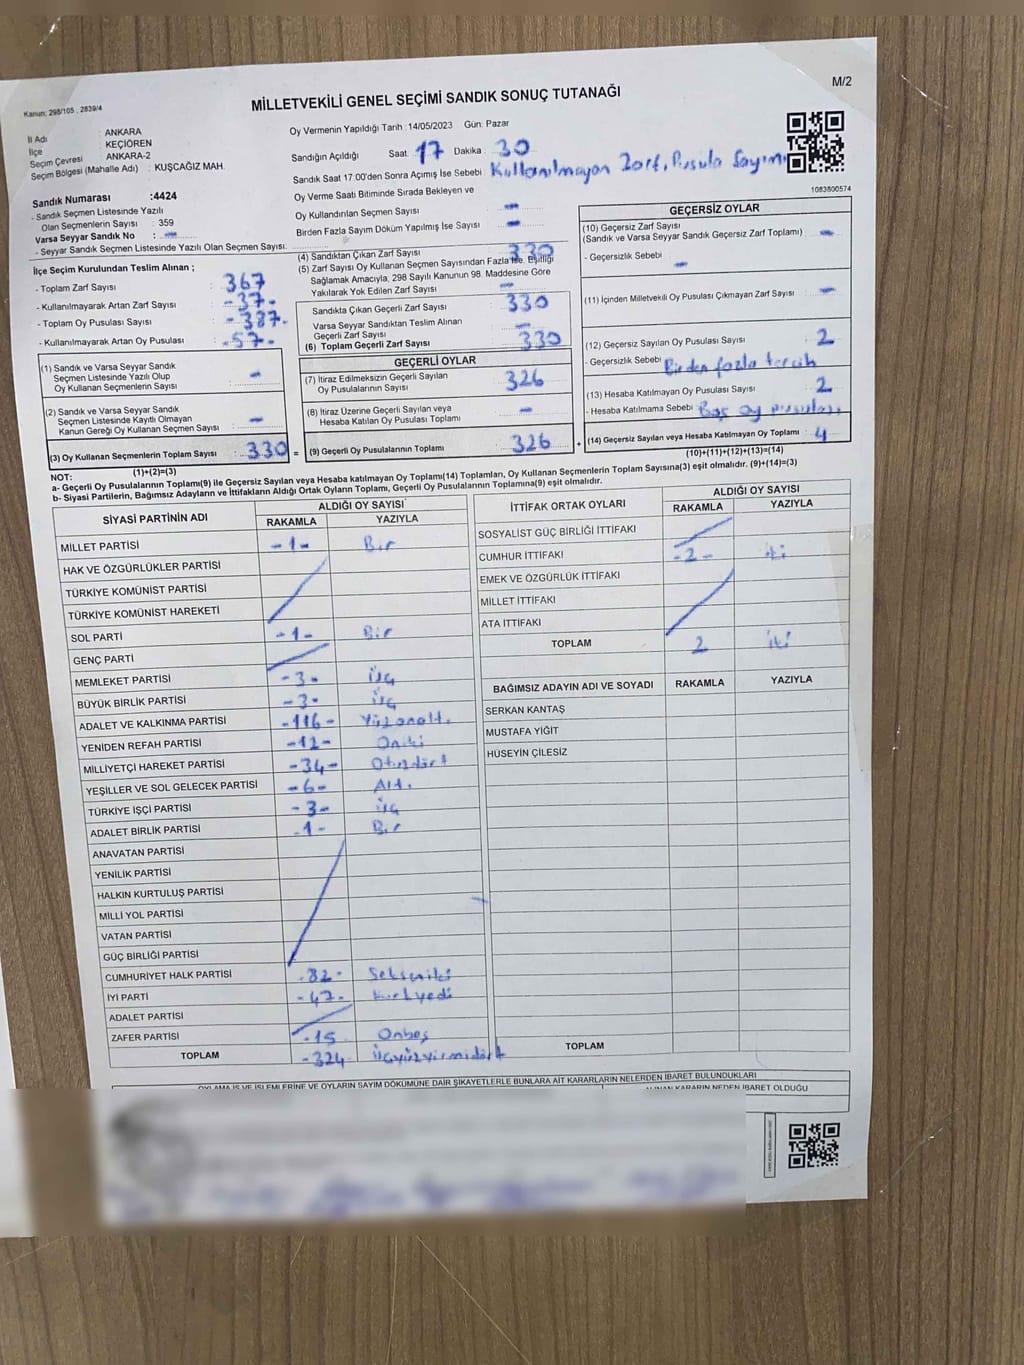 M/2
Kanun: 298/105 , 2839/4
MİLLETVEKİLİ GENEL SEÇİMİ SANDIK SONUÇ TUTANAĞI
İl Adı : ANKARA
İlçe : KEÇİÖREN
Seçim Çevresi : ANKARA-2
Seçim Bölgesi (Mahalle Adı) : KUŞCAĞIZ MAH.
Sandık Numarası :4424
- Sandık Seçmen Listesinde Yazılı
Olan Seçmenlerin Sayısı : 359
Varsa Seyyar Sandık No : -
- Seyyar Sandık Seçmen Listesinde Yazılı Olan Seçmen Sayısı:
Oy Vermenin Yapıldığı Tarih :14/05/2023 Gün: Pazar
Sandığın Açıldığı Saat: 17 Dakika : 30
Sandık Saat 17:00'den Sonra Açımış İse Sebebi Kullanılmayan Zarf, Pusula Sayımı
Oy Verme Saati Bitiminde Sırada Bekleyen ve
Oy Kullandırılan Seçmen Sayısı : -
Birden Fazla Sayım Döküm Yapılmış İse Sayısı : -
1083800574
İlçe Seçim Kurulundan Teslim Alınan ;
- Toplam Zarf Sayısı : 367
- Kullanılmayarak Artan Zarf Sayısı : -37-
- Toplam Oy Pusulası Sayısı : -387-
- Kullanılmayarak Artan Oy Pusulası : -57-
(1) Sandık ve Varsa Seyyar Sandık
Seçmen Listesinde Yazılı Olup
Oy Kullanan Seçmenlerin Sayısı : -
(2) Sandık ve Varsa Seyyar Sandık
Seçmen Listesinde Kayıtlı Olmayan
Kanun Gereği Oy Kullanan Seçmen Sayısı : -
(3) Oy Kullanan Seçmenlerin Toplam Sayısı : 330 =
(1)+(2)=(3)
(4) Sandıktan Çıkan Zarf Sayısı : 330
(5) Zarf Sayısı Oy Kullanan Seçmen Sayısından Fazla İse, Eşitliği
Sağlamak Amacıyla, 298 Sayılı Kanunun 98. Maddesine Göre
Yakılarak Yok Edilen Zarf Sayısı : -
Sandıkta Çıkan Geçerli Zarf Sayısı : 330
Varsa Seyyar Sandıktan Teslim Alınan
Geçerli Zarf Sayısı : -
(6) Toplam Geçerli Zarf Sayısı : 330
GEÇERLİ OYLAR
(7) İtiraz Edilmeksizin Geçerli Sayılan
Oy Pusulalarının Sayısı : 326
(8) İtiraz Üzerine Geçerli Sayılan veya
Hesaba Katılan Oy Pusulası Toplamı : -
(9) Geçerli Oy Pusulalarının Toplamı : 326 +
GEÇERSİZ OYLAR
(10) Geçersiz Zarf Sayısı
(Sandık ve Varsa Seyyar Sandık Geçersiz Zarf Toplamı) : -
- Geçersizlik Sebebi : -
(11) İçinden Milletvekili Oy Pusulası Çıkmayan Zarf Sayısı : -
(12) Geçersiz Sayılan Oy Pusulası Sayısı : 2
- Geçersizlik Sebebi : Birden fazla tercih
(13) Hesaba Katılmayan Oy Pusulası Sayısı : 2
- Hesaba Katılmama Sebebi : Boş oy pusulası
(14) Geçersiz Sayılan veya Hesaba Katılmayan Oy Toplamı : 4
(10)+(11)+(12)+(13)=(14)
NOT:
a- Geçerli Oy Pusulalarının Toplamı(9) ile Geçersiz Sayılan veya Hesaba katılmayan Oy Toplamı(14) Toplamları, Oy Kullanan Seçmenlerin Toplam Sayısına(3) eşit olmalıdır. (9)+(14)=(3)
b- Siyasi Partilerin, Bağımsız Adayların ve İttifakların Aldığı Ortak Oyların Toplamı, Geçerli Oy Pusulalarının Toplamına(9) eşit olmalıdır.
SİYASİ PARTİNİN ADI ALDIĞI OY SAYISI
RAKAMLA YAZIYLA
MİLLET PARTİSİ -1- Bir
HAK VE ÖZGÜRLÜKLER PARTİSİ
TÜRKİYE KOMÜNİST PARTİSİ
TÜRKİYE KOMÜNİST HAREKETİ
SOL PARTİ -1- Bir
GENÇ PARTİ
MEMLEKET PARTİSİ -3- Üç
BÜYÜK BİRLİK PARTİSİ -3- Üç
ADALET VE KALKINMA PARTİSİ -116- Yüzonaltı
YENİDEN REFAH PARTİSİ -12- Oniki
MİLLİYETÇİ HAREKET PARTİSİ -34- Otuzdört
YEŞİLLER VE SOL GELECEK PARTİSİ -6- Altı
TÜRKİYE İŞÇİ PARTİSİ -3- Üç
ADALET BİRLİK PARTİSİ -1- Bir
ANAVATAN PARTİSİ
YENİLİK PARTİSİ
HALKIN KURTULUŞ PARTİSİ
MİLLİ YOL PARTİSİ
VATAN PARTİSİ
GÜÇ BİRLİĞİ PARTİSİ
CUMHURİYET HALK PARTİSİ -82- Sekseniki
İYİ PARTİ -47- Kırkyedi
ADALET PARTİSİ
ZAFER PARTİSİ -15 Onbeş
TOPLAM -324- Üçyüzyirmidört
İTTİFAK ORTAK OYLARI ALDIĞI OY SAYISI
RAKAMLA YAZIYLA
SOSYALİST GÜÇ BİRLİĞİ İTTİFAKI
CUMHUR İTTİFAKI -2- iki
EMEK VE ÖZGÜRLÜK İTTİFAKI
MİLLET İTTİFAKI
ATA İTTİFAKI
TOPLAM 2 iki
BAĞIMSIZ ADAYIN ADI VE SOYADI RAKAMLA YAZIYLA
SERKAN KANTAŞ
MUSTAFA YİĞİT
HÜSEYİN ÇİLESİZ
TOPLAM
OYLAMA İŞ VE İŞLEMLERİNE VE OYLARIN SAYIM DÖKÜMÜNE DAİR ŞİKAYETLERLE BUNLARA AİT KARARLARIN NELERDEN İBARET BULUNDUKLARI
ALINAN KARARIN NEDEN İBARET OLDUĞU